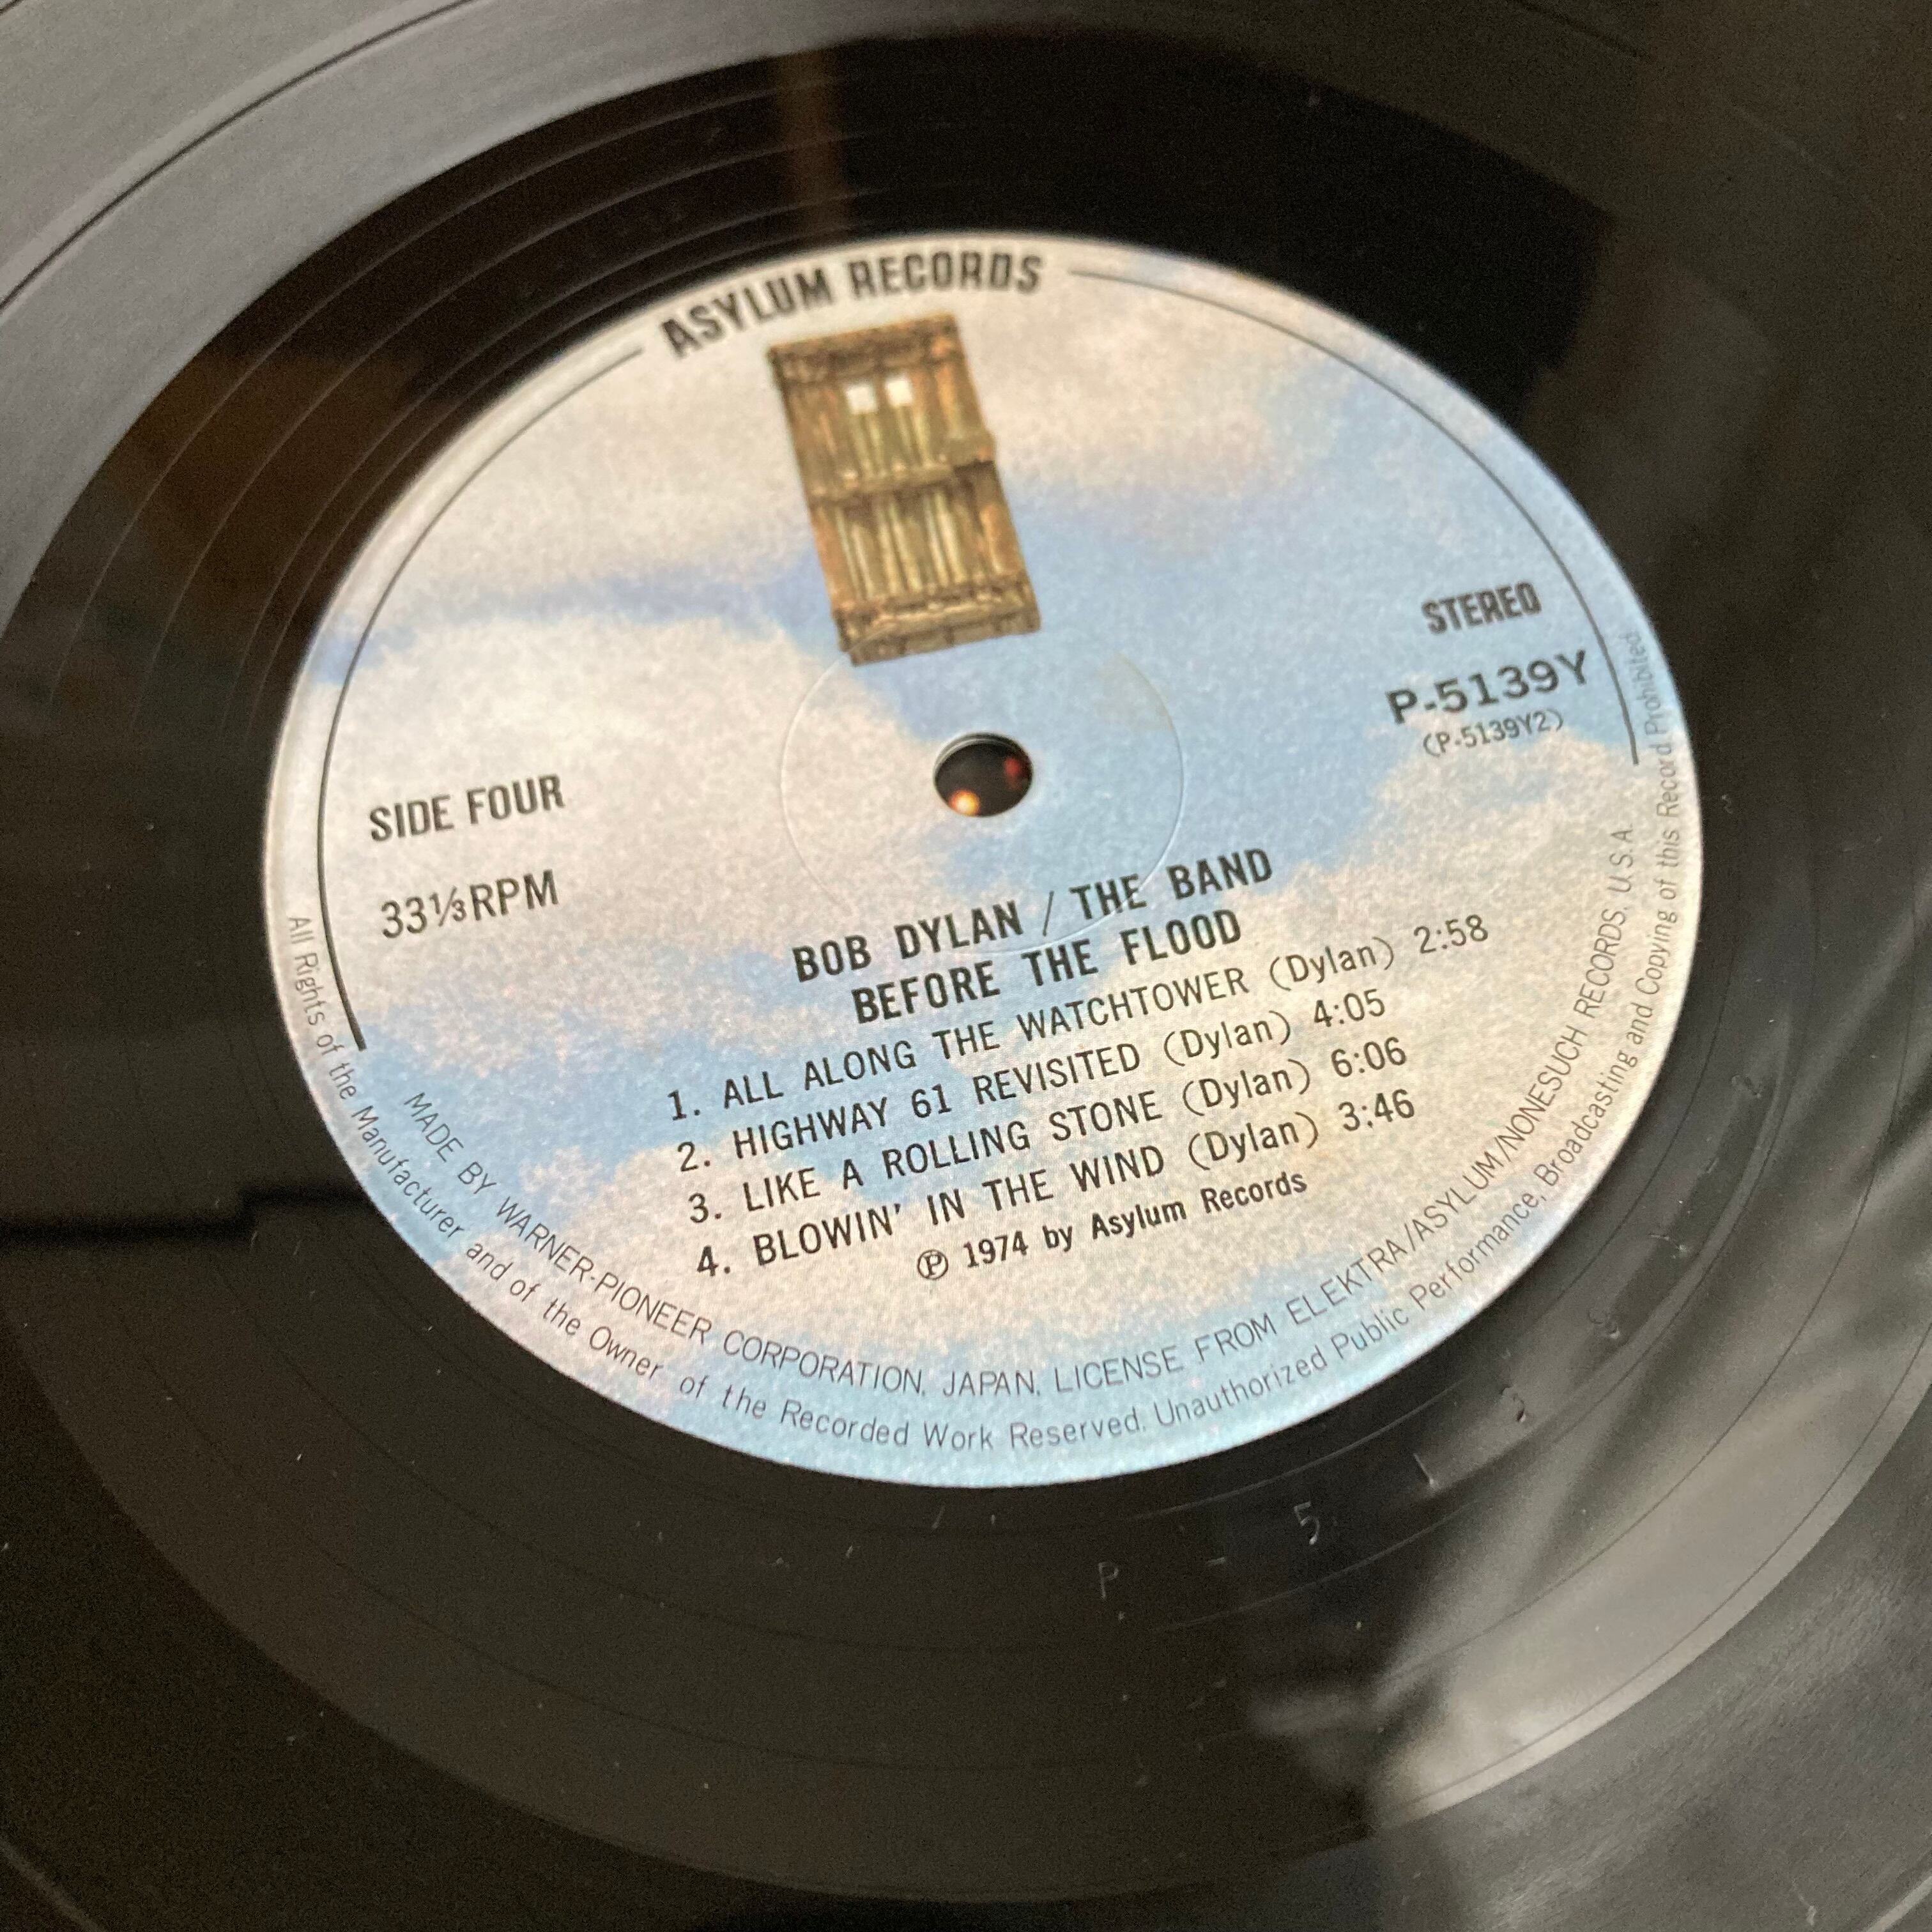 ASYLUM RECORDS
STEREO
P-5139Y
(P-5139Y2)
SIDE FOUR
33⅓RPM
BOB DYLAN / THE BAND
BEFORE THE FLOOD
1. ALL ALONG THE WATCHTOWER (Dylan) 2:58
2. HIGHWAY 61 REVISITED (Dylan) 4:05
3. LIKE A ROLLING STONE (Dylan) 6:06
4. BLOWIN' IN THE WIND (Dylan) 3:46
Ⓟ 1974 by Asylum Records
MADE BY WARNER-PIONEER CORPORATION, JAPAN, LICENSE FROM ELEKTRA/ASYLUM/NONESUCH RECORDS, U.S.A.
All Rights of the Manufacturer and of the Owner of the Recorded Work Reserved. Unauthorized Public Performance, Broadcasting and Copying of this Record Prohibited
P-5 1